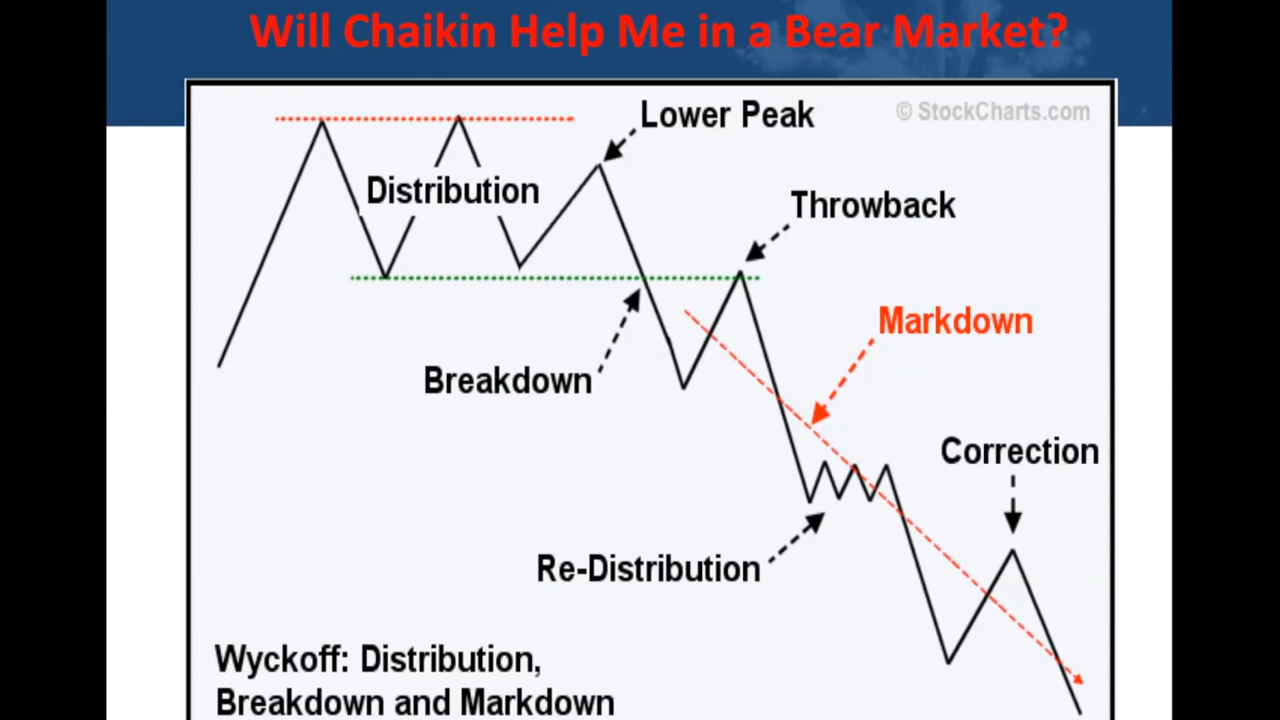 Will Chaikin Help Me in a Bear Market?
© StockCharts.com
Lower Peak
Distribution
Throwback
Markdown
Breakdown
Correction
Re-Distribution
Wyckoff: Distribution,
Breakdown and Markdown